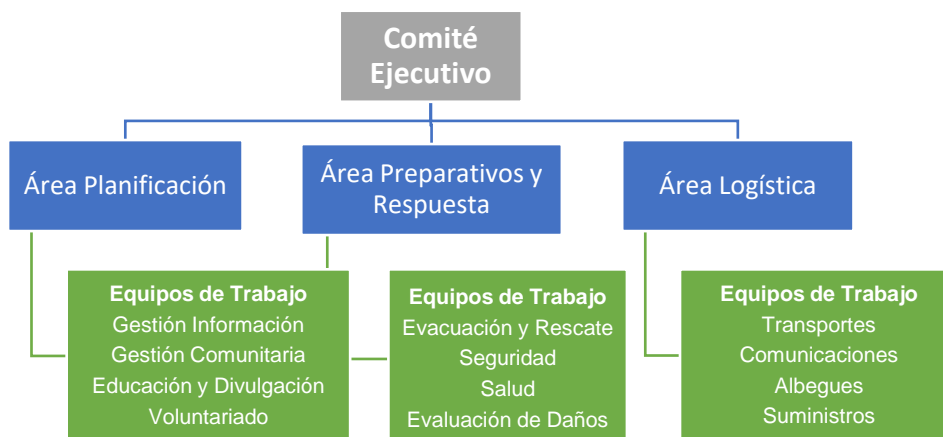 Comité
Ejecutivo
Área Planificación
Área Preparativos y
Respuesta
Área Logística
Equipos de Trabajo
Gestión Información
Gestión Comunitaria
Educación y Divulgación
Voluntariado
Equipos de Trabajo
Evacuación y Rescate
Seguridad
Salud
Evaluación de Daños
Equipos de Trabajo
Transportes
Comunicaciones
Albegues
Suministros